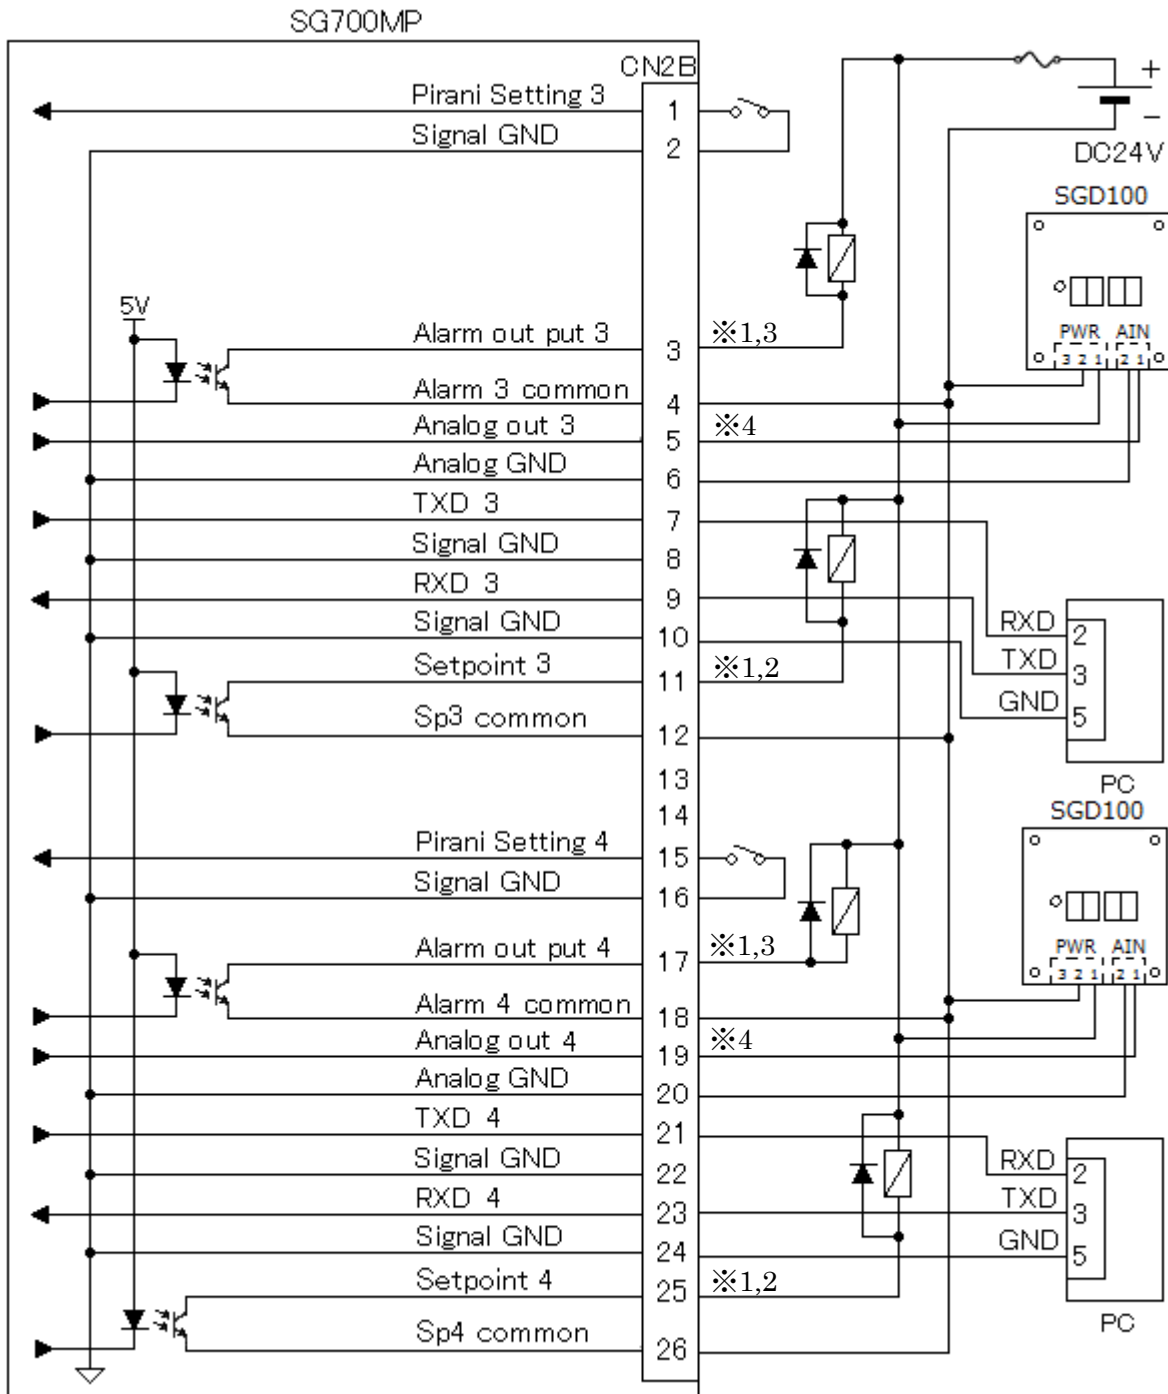 SG700MP
CN2B
Pirani Setting 3
1
Signal GND
2
+
−
DC24V
SGD100
PWR AIN
3 2 1 2 1
5V
Alarm out put 3
3
※1,3
Alarm 3 common
4
Analog out 3
5
※4
Analog GND
6
TXD 3
7
Signal GND
8
RXD 3
9
Signal GND
10
RXD
2
TXD
3
GND
5
PC
Setpoint 3
11
※1,2
Sp3 common
12
13
14
SGD100
PWR AIN
3 2 1 2 1
Pirani Setting 4
15
Signal GND
16
Alarm out put 4
17
※1,3
Alarm 4 common
18
Analog out 4
19
※4
Analog GND
20
TXD 4
21
Signal GND
22
RXD 4
23
Signal GND
24
RXD
2
TXD
3
GND
5
PC
Setpoint 4
25
※1,2
Sp4 common
26